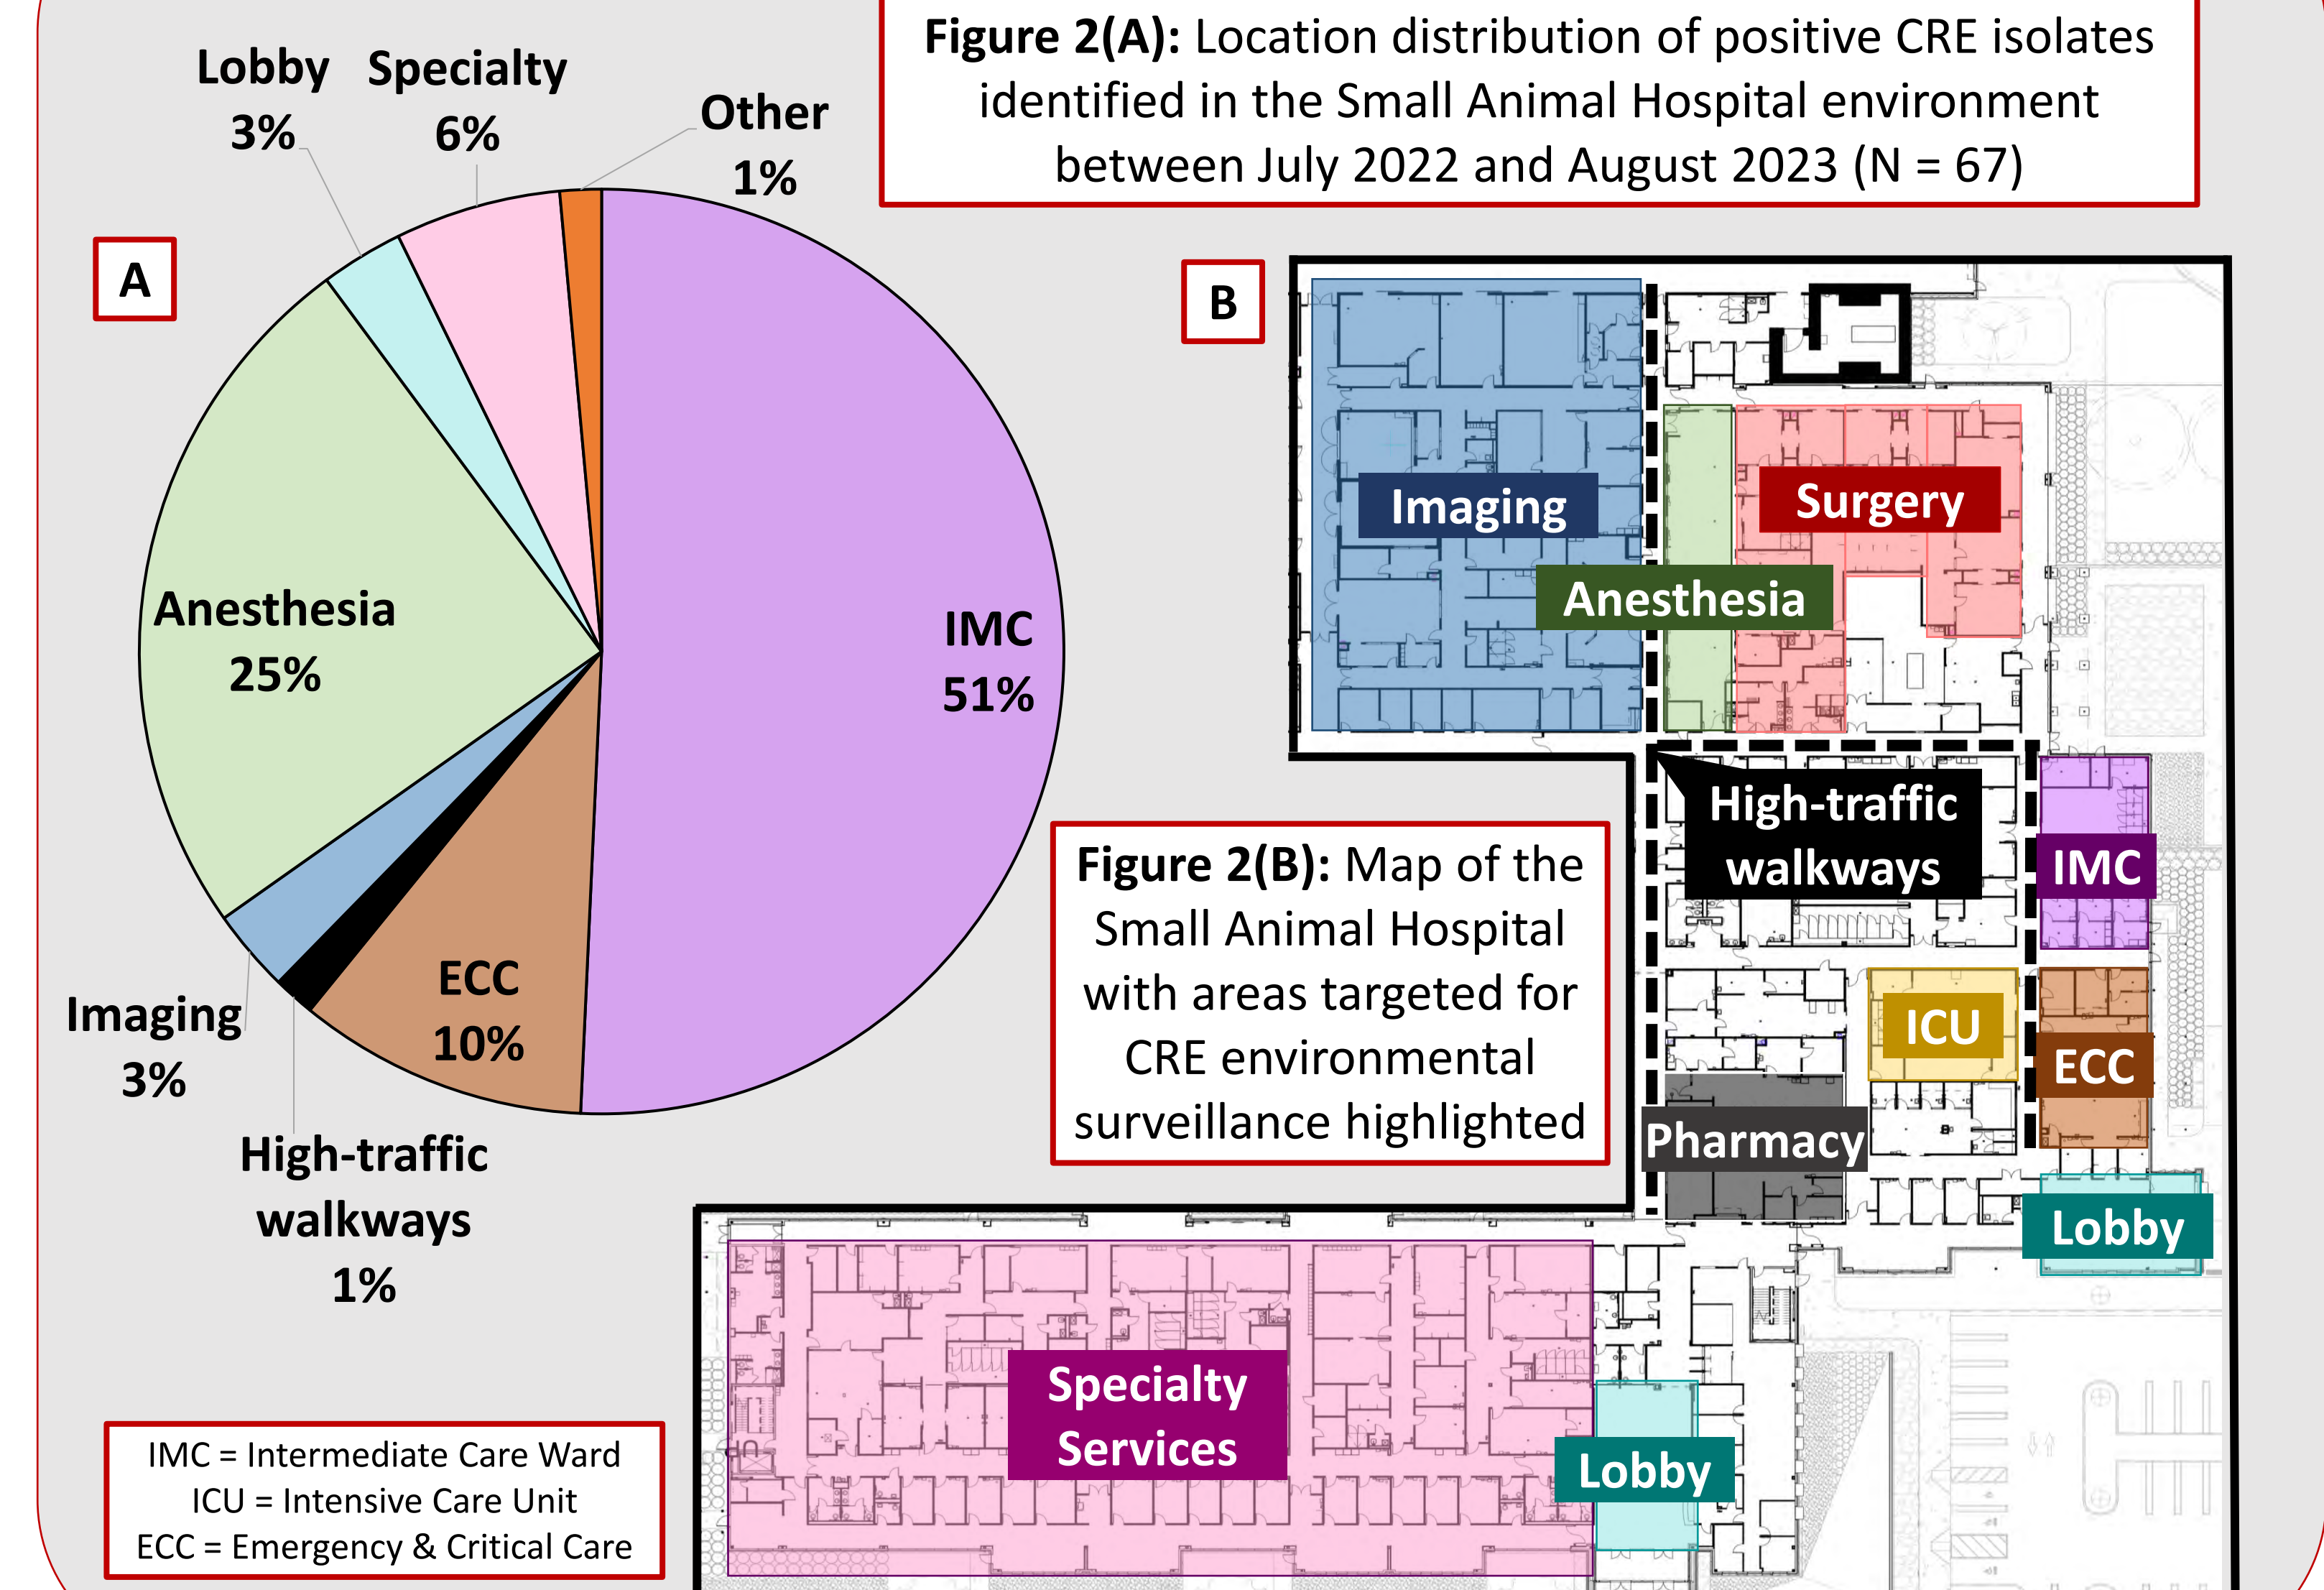 Figure 2(A): Location distribution of positive CRE isolates
identified in the Small Animal Hospital environment
between July 2022 and August 2023 (N = 67)
A
Lobby
3%
Specialty
6%
Other
1%
IMC
51%
Anesthesia
25%
ECC
10%
Imaging
3%
High-traffic
walkways
1%
B
Imaging
Surgery
Anesthesia
High-traffic
walkways
IMC
ICU
ECC
Pharmacy
Lobby
Specialty
Services
Lobby
Figure 2(B): Map of the
Small Animal Hospital
with areas targeted for
CRE environmental
surveillance highlighted
IMC = Intermediate Care Ward
ICU = Intensive Care Unit
ECC = Emergency & Critical Care